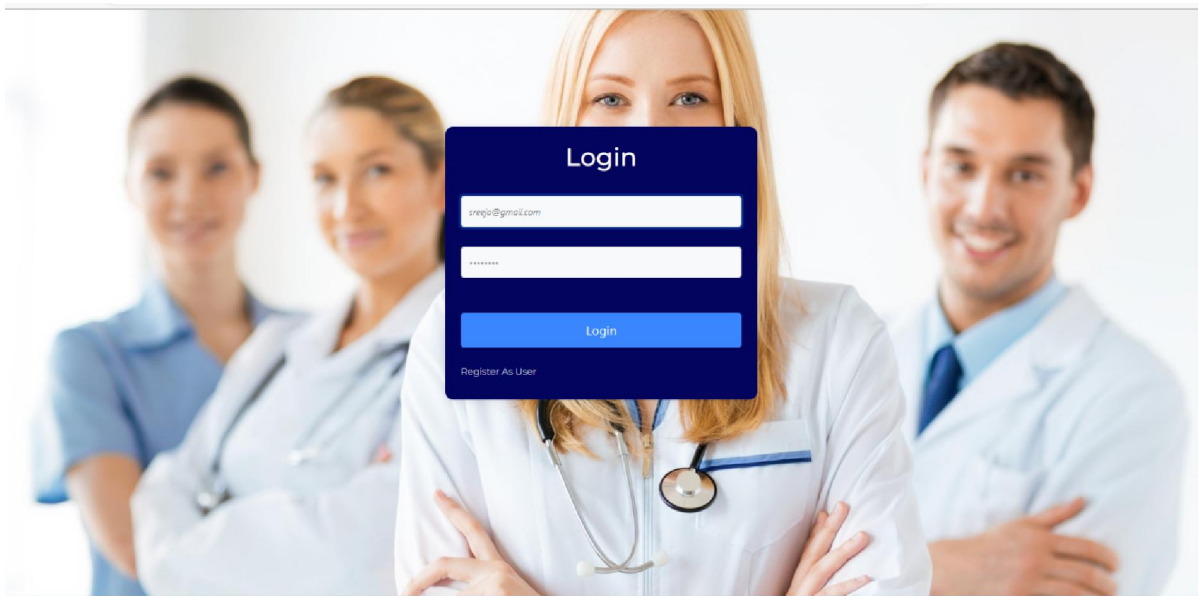 Login
sreeja@gmail.com
********
Login
Register As User